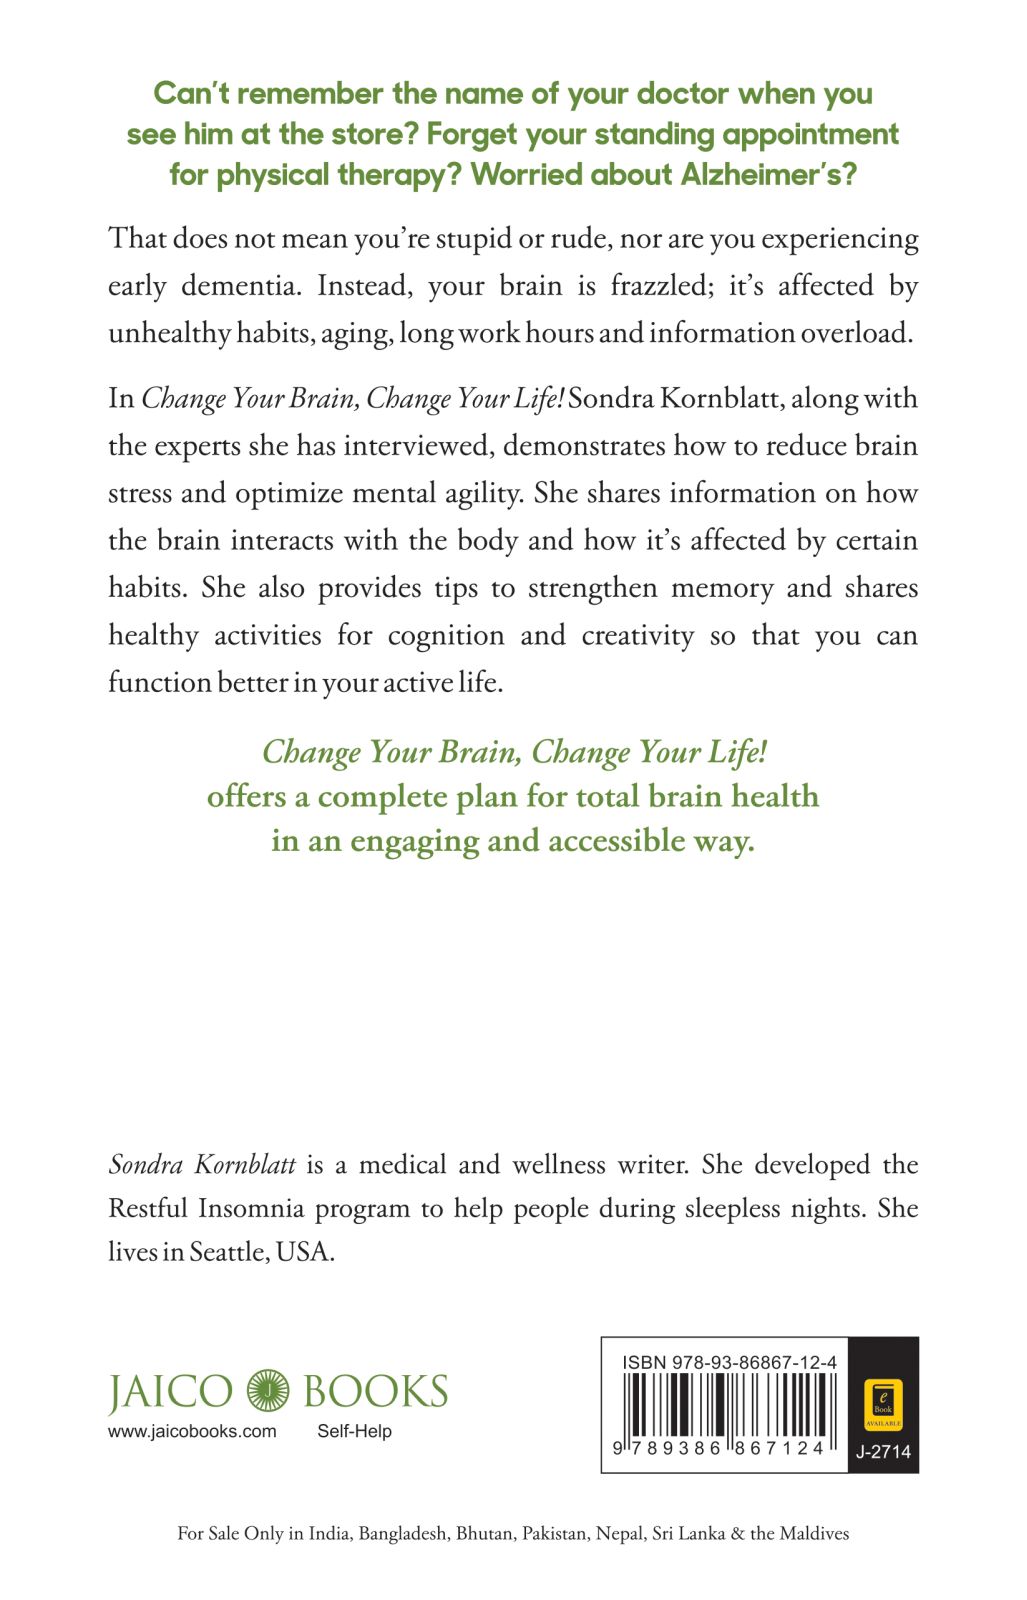 Can't remember the name of your doctor when you
see him at the store? Forget your standing appointment
for physical therapy? Worried about Alzheimer's?
That does not mean you're stupid or rude, nor are you experiencing
early dementia. Instead, your brain is frazzled; it's affected by
unhealthy habits, aging, long work hours and information overload.
In Change Your Brain, Change Your Life! Sondra Kornblatt, along with
the experts she has interviewed, demonstrates how to reduce brain
stress and optimize mental agility. She shares information on how
the brain interacts with the body and how it's affected by certain
habits. She also provides tips to strengthen memory and shares
healthy activities for cognition and creativity so that you can
function better in your active life.
Change Your Brain, Change Your Life!
offers a complete plan for total brain health
in an engaging and accessible way.
Sondra Kornblatt is a medical and wellness writer. She developed the
Restful Insomnia program to help people during sleepless nights. She
lives in Seattle, USA.
JAICO J BOOKS
www.jaicobooks.com Self-Help
ISBN 978-93-86867-12-4
9 789386 867124
e
Book
AVAILABLE
J-2714
For Sale Only in India, Bangladesh, Bhutan, Pakistan, Nepal, Sri Lanka & the Maldives